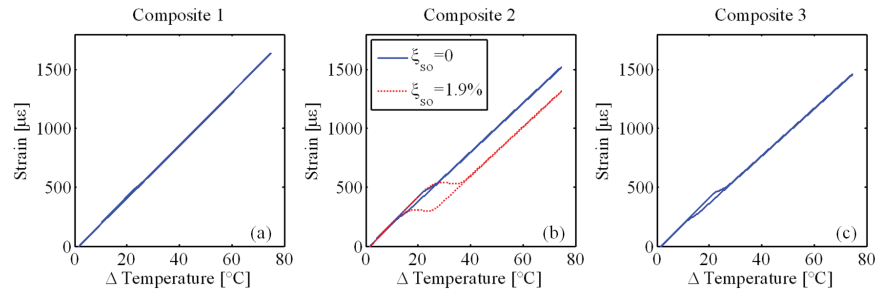 Composite 1
Composite 2
Composite 3
Strain [με]
1500
1000
500
0
0 20 40 60 80
Δ Temperature [°C]
(a)
Strain [με]
1500
1000
500
0
0 20 40 60 80
Δ Temperature [°C]
ξso=0
ξso=1.9%
(b)
Strain [με]
1500
1000
500
0
0 20 40 60 80
Δ Temperature [°C]
(c)